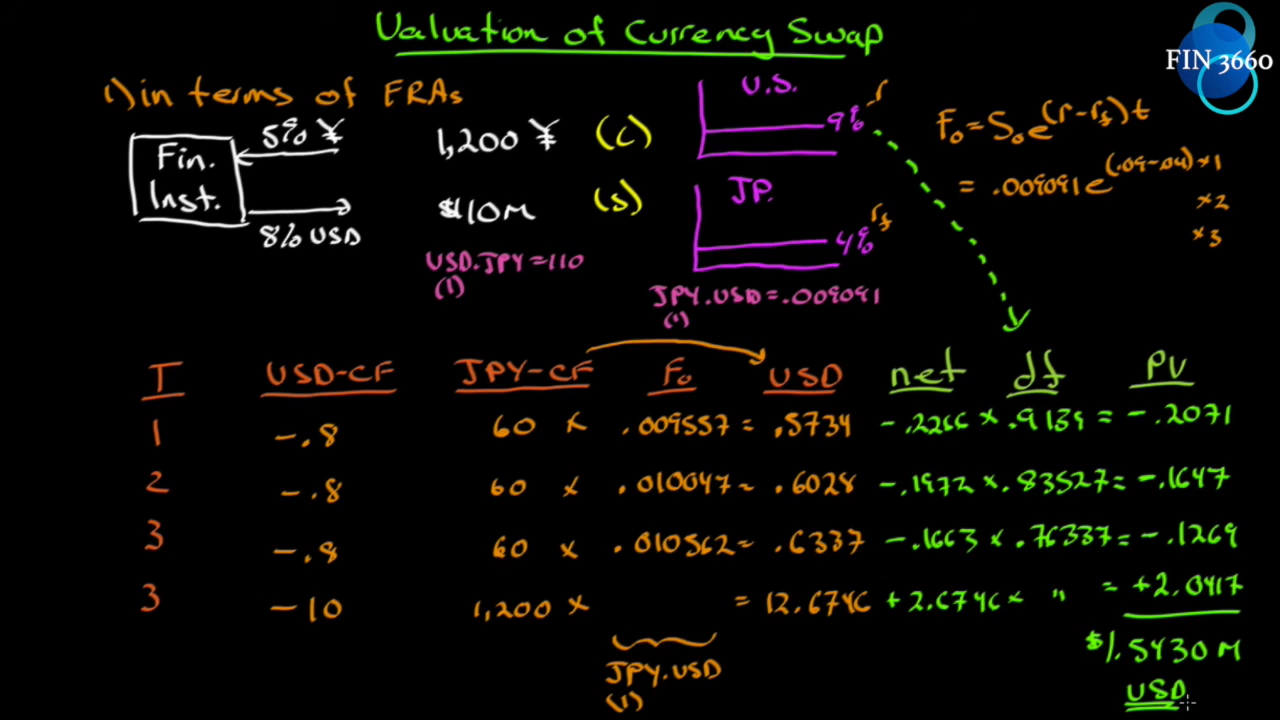 Valuation of Currency Swap
FIN 3660
1) in terms of FRAs
Fin.
Inst.
5% ¥
8% USD
1,200 ¥ (c)
$10M (s)
USD.JPY = 110
(1)
U.S.
9% r
JP.
4% rf
JPY.USD = .009091
(1)
F₀ = S₀e^(r-rf)t
= .009091e^(.09-.04)*1
*2
*3
T USD-CF JPY-CF F₀ USD net df PV
1 -.8 60 x .009557 = .5734 -.2266 x .9139 = -.2071
2 -.8 60 x .010047 = .6028 -.1972 x .83527 = -.1647
3 -.8 60 x .010562 = .6337 -.1663 x .76337 = -.1269
3 -10 1,200 x = 12.6746 +2.6746 x " = +2.0417
JPY.USD
(1)
$1.5430 M
USD